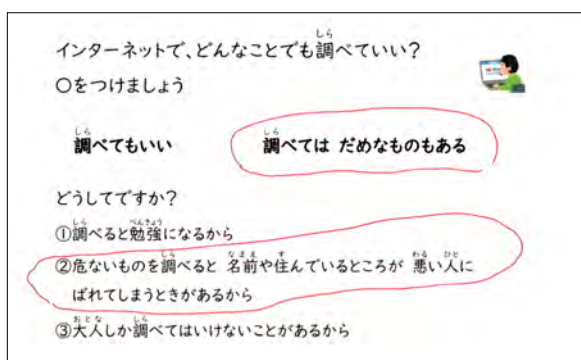 インターネットで、どんなことでも調べていい？
○をつけましょう
調べてもいい 調べては だめなものもある
どうしてですか？
①調べると勉強になるから
②危ないものを調べると 名前や住んでいるところが 悪い人に
ばれてしまうときがあるから
③大人しか調べてはいけないことがあるから